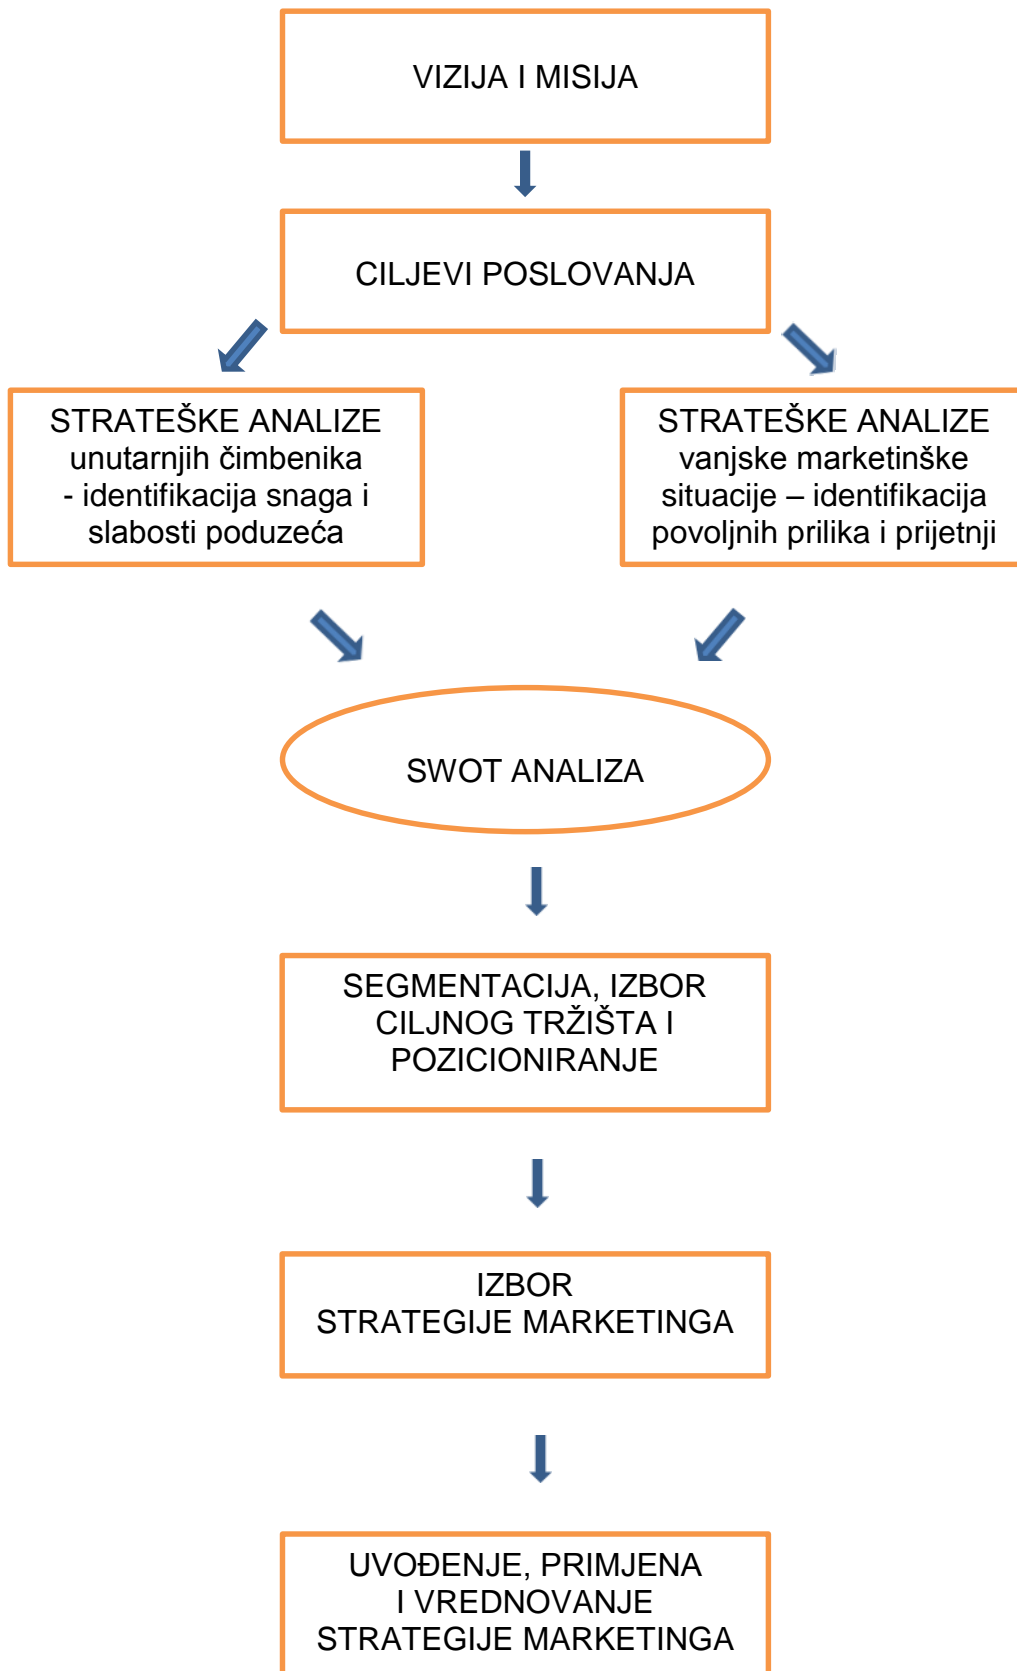 VIZIJA I MISIJA
CILJEVI POSLOVANJA
STRATEŠKE ANALIZE
unutarnjih čimbenika
- identifikacija snaga i
slabosti poduzeća
STRATEŠKE ANALIZE
vanjske marketinške
situacije – identifikacija
povoljnih prilika i prijetnji
SWOT ANALIZA
SEGMENTACIJA, IZBOR
CILJNOG TRŽIŠTA I
POZICIONIRANJE
IZBOR
STRATEGIJE MARKETINGA
UVOĐENJE, PRIMJENA
I VREDNOVANJE
STRATEGIJE MARKETINGA